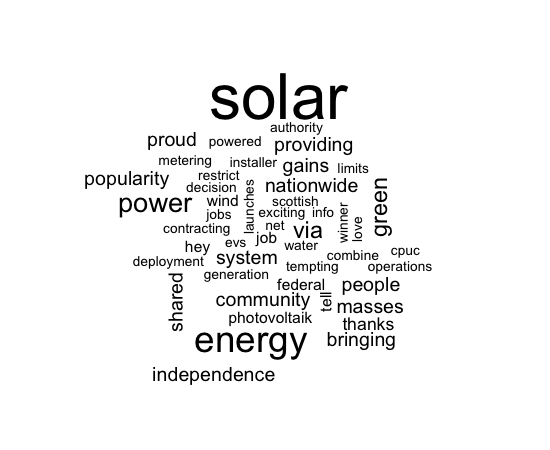 solar
authority
proud powered providing
metering installer gains limits
popularity restrict decision nationwide
power wind launches scottish green
jobs exciting info winner love
contracting net via
hey evs job water
deployment system combine cpuc
generation tempting operations
shared federal people
community tell masses
photovoltaik thanks
energy bringing
independence